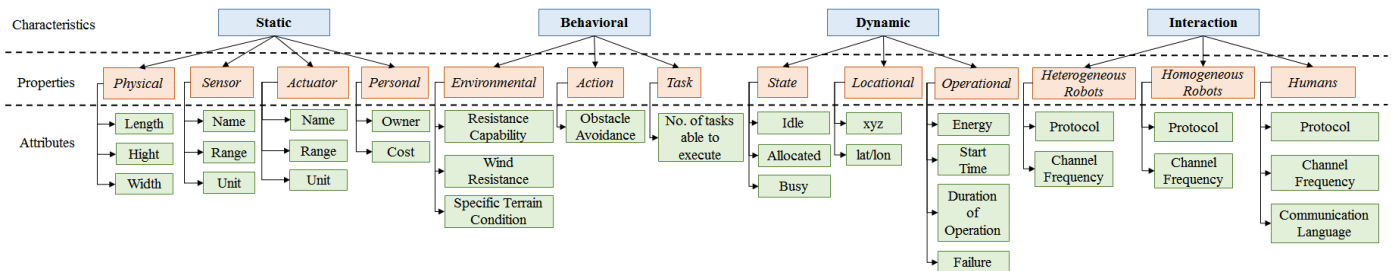 Characteristics
Static
Behavioral
Dynamic
Interaction
Properties
Physical
Sensor
Actuator
Personal
Environmental
Action
Task
State
Locational
Operational
Heterogeneous
Robots
Homogeneous
Robots
Humans
Attributes
Length
Hight
Width
Name
Range
Unit
Name
Range
Unit
Owner
Cost
Resistance
Capability
Wind
Resistance
Specific Terrain
Condition
Obstacle
Avoidance
No. of tasks
able to
execute
Idle
Allocated
Busy
xyz
lat/lon
Energy
Start
Time
Duration
of
Operation
Failure
Protocol
Channel
Frequency
Protocol
Channel
Frequency
Protocol
Channel
Frequency
Communication
Language